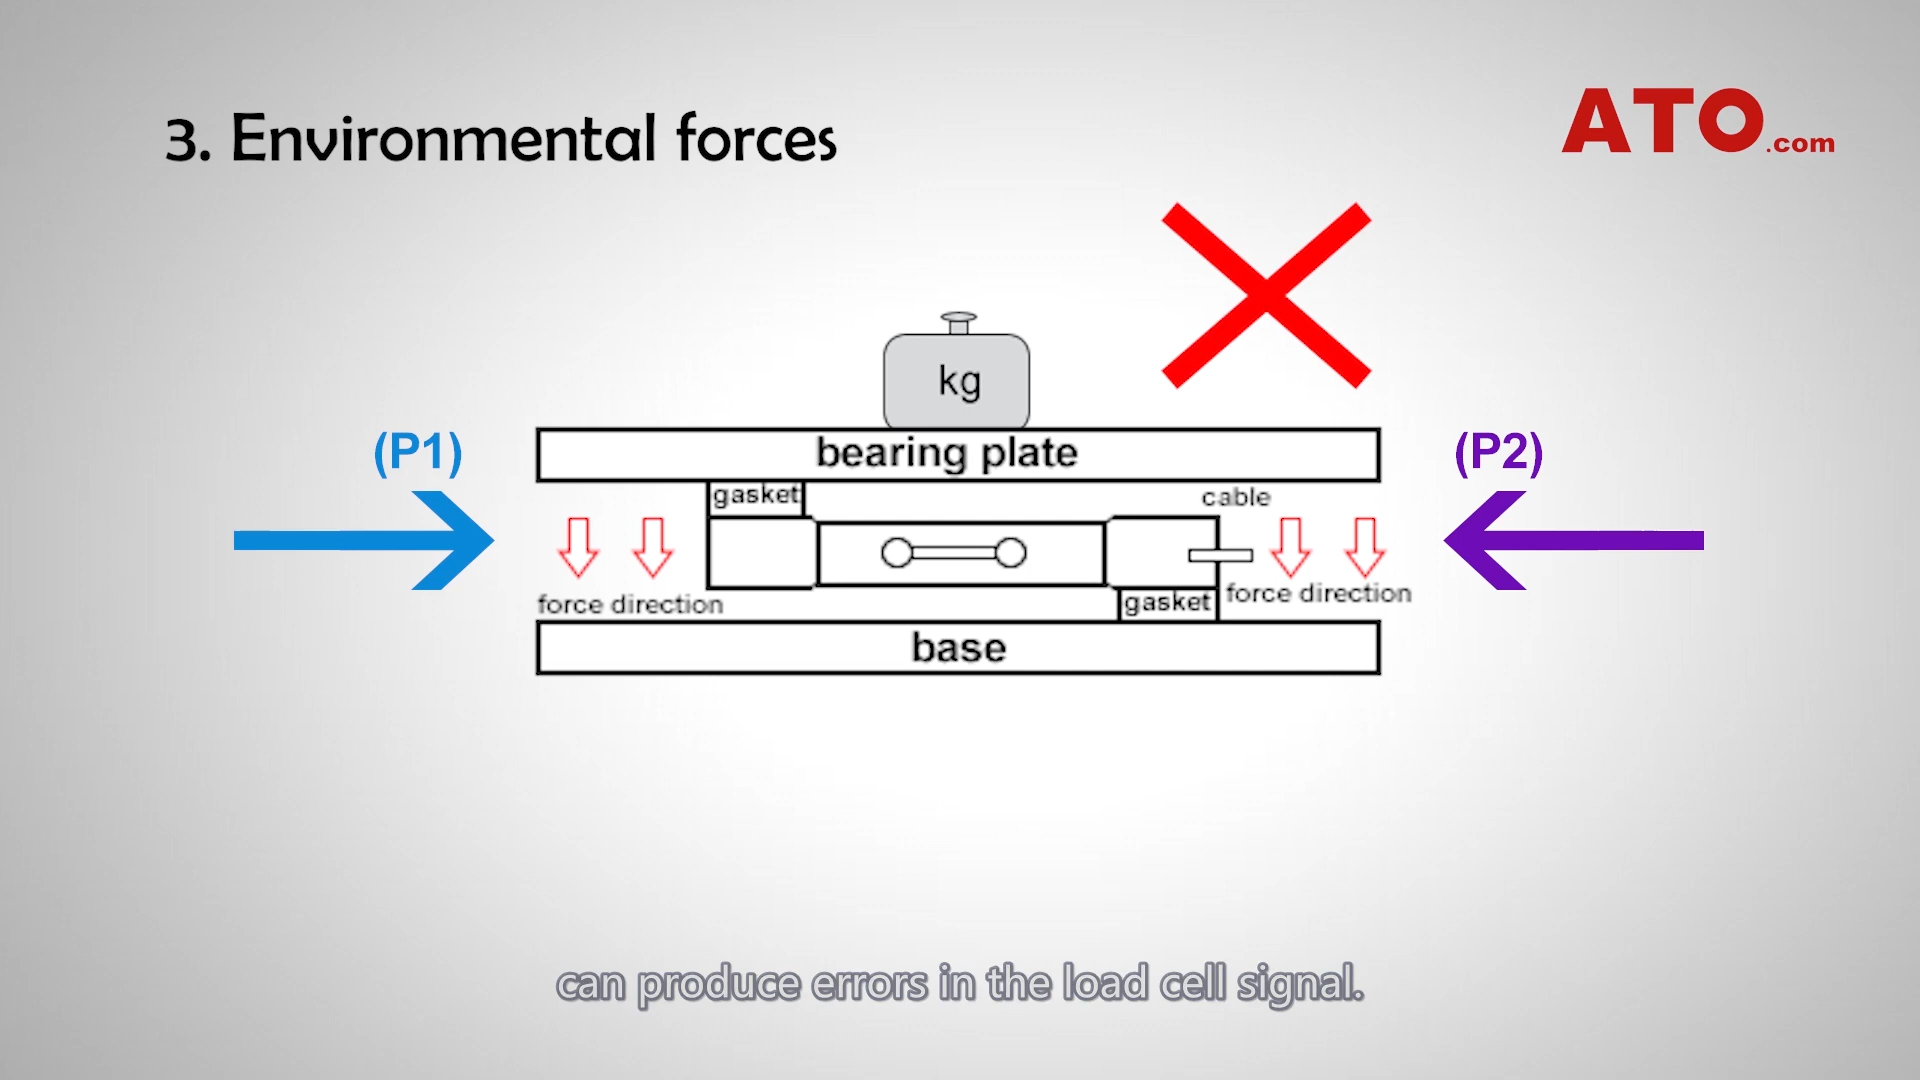 3. Environmental forces
ATO.com
kg
bearing plate
(P1)
(P2)
gasket
cable
force direction
gasket
force direction
base
can produce errors in the load cell signal.